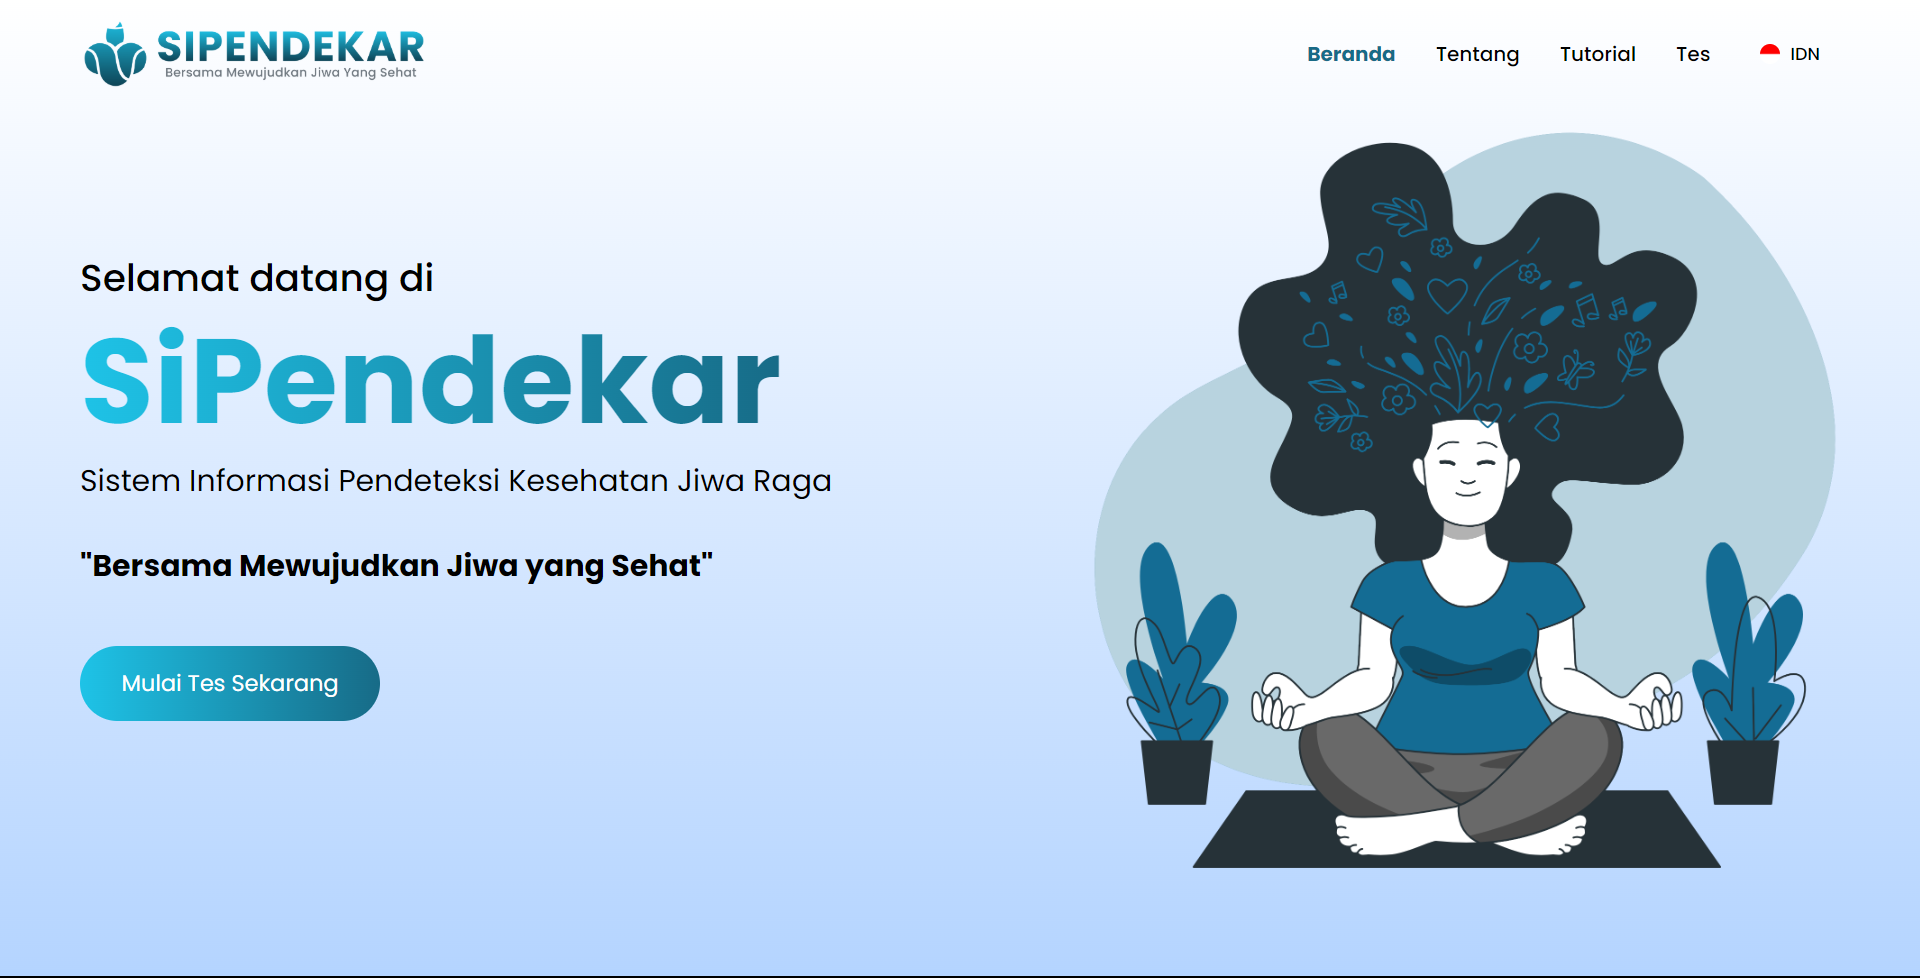 SIPENDEKAR
Bersama Mewujudkan Jiwa Yang Sehat
Beranda
Tentang
Tutorial
Tes
IDN
Selamat datang di
SiPendekar
Sistem Informasi Pendeteksi Kesehatan Jiwa Raga
"Bersama Mewujudkan Jiwa yang Sehat"
Mulai Tes Sekarang